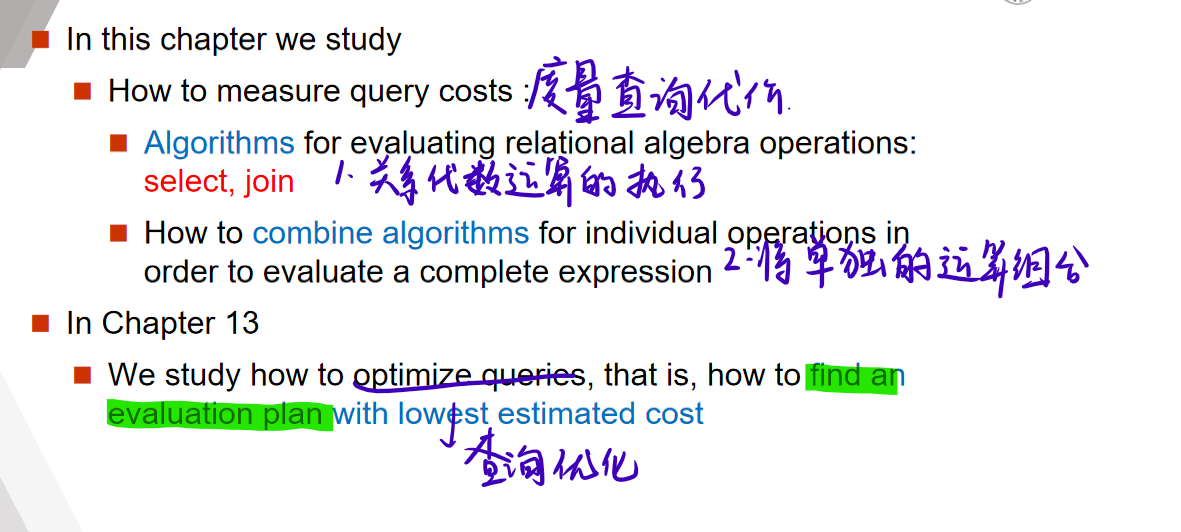 In this chapter we study
How to measure query costs : 度量查询代价.
Algorithms for evaluating relational algebra operations:
select, join 1. 关系代数运算的执行
How to combine algorithms for individual operations in
order to evaluate a complete expression 2. 将单独的运算组合
In Chapter 13
We study how to optimize queries, that is, how to find an
evaluation plan with lowest estimated cost
查询优化